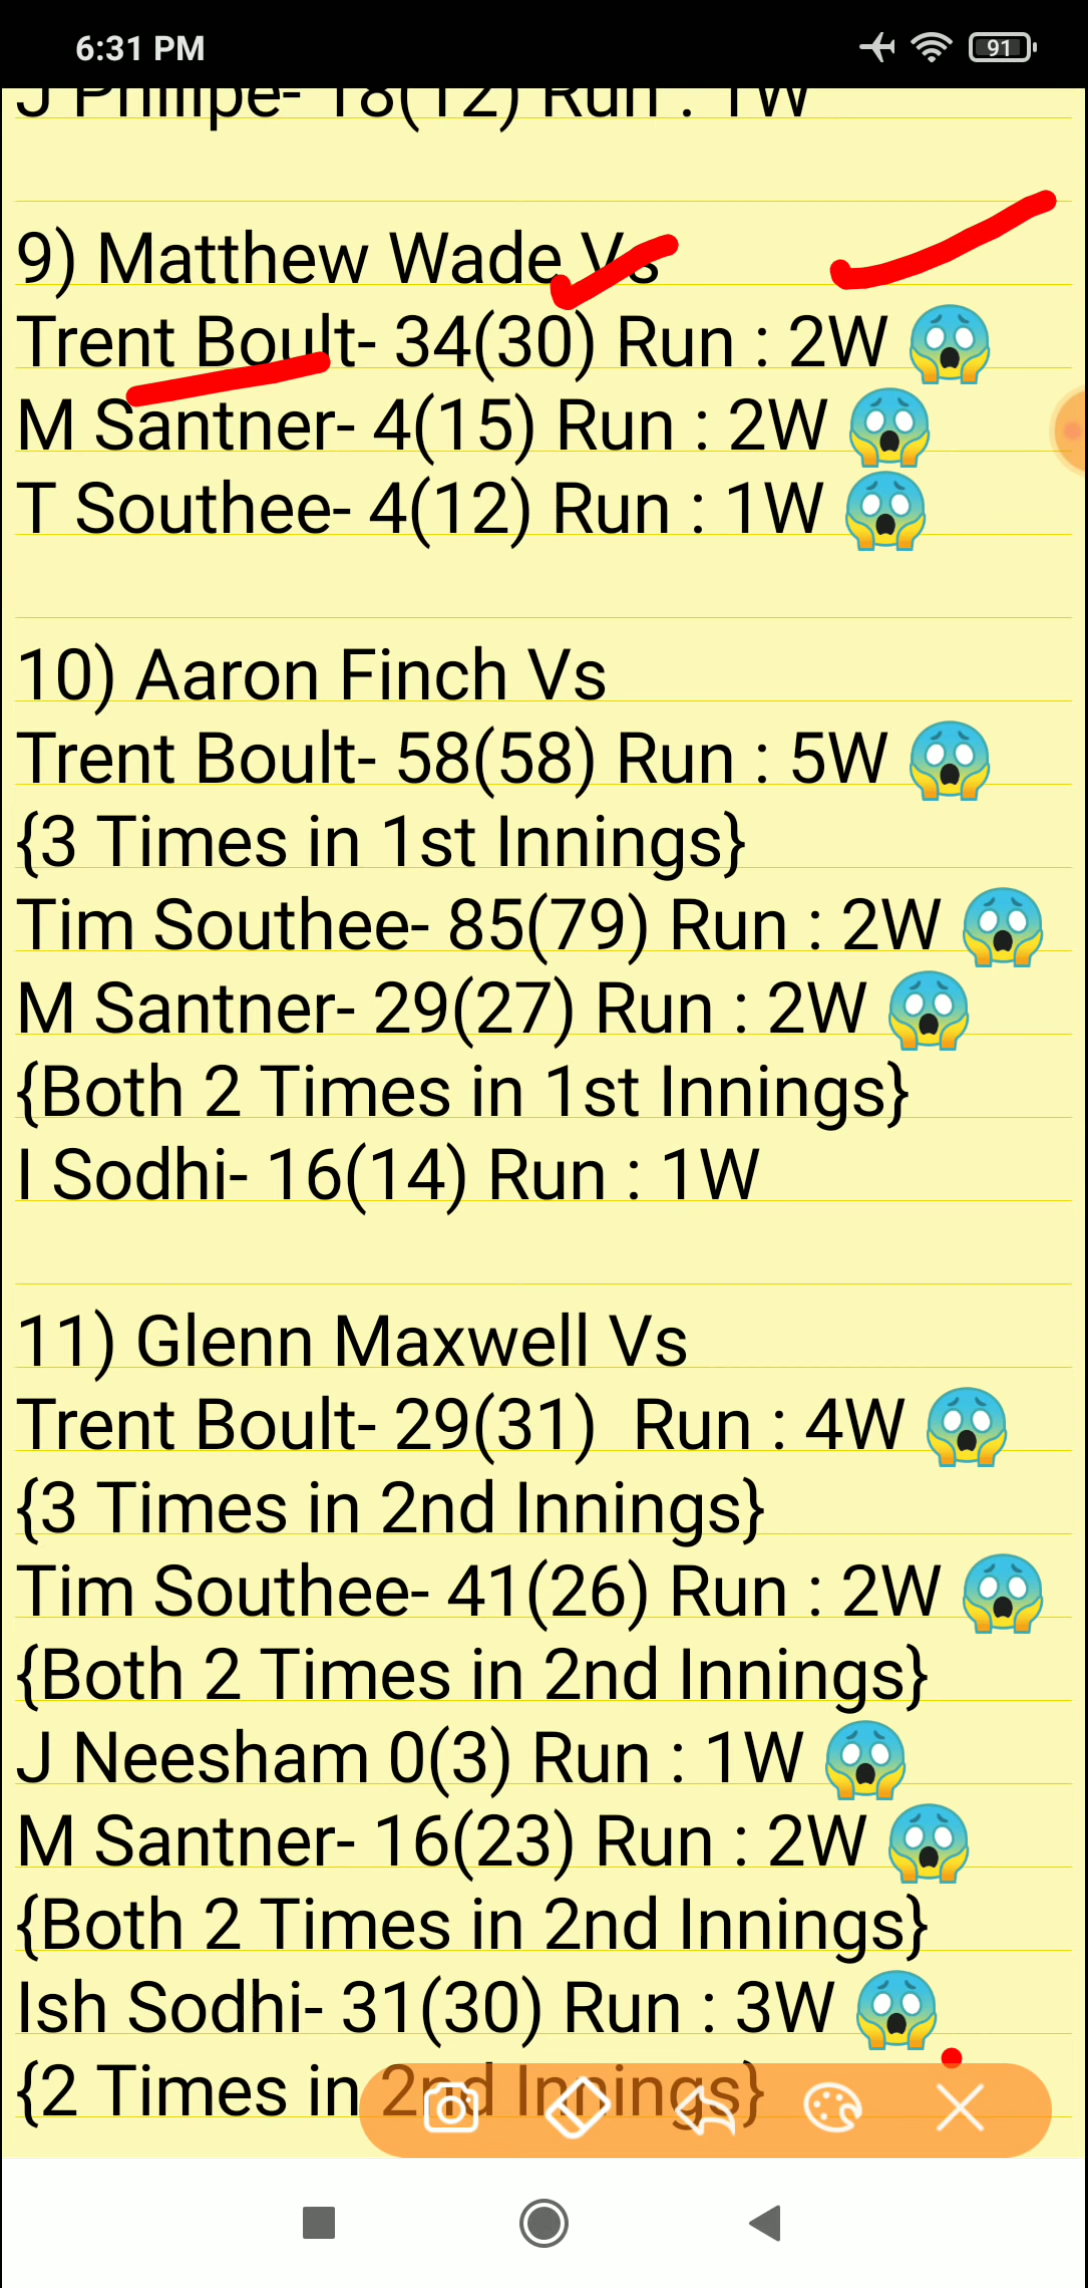 6:31 PM
91
J Philipe- 18(12) Run : 1W
9) Matthew Wade Vs
Trent Boult- 34(30) Run : 2W 😱
M Santner- 4(15) Run : 2W 😱
T Southee- 4(12) Run : 1W 😱
10) Aaron Finch Vs
Trent Boult- 58(58) Run : 5W 😱
{3 Times in 1st Innings}
Tim Southee- 85(79) Run : 2W 😱
M Santner- 29(27) Run : 2W 😱
{Both 2 Times in 1st Innings}
I Sodhi- 16(14) Run : 1W
11) Glenn Maxwell Vs
Trent Boult- 29(31)  Run : 4W 😱
{3 Times in 2nd Innings}
Tim Southee- 41(26) Run : 2W 😱
{Both 2 Times in 2nd Innings}
J Neesham 0(3) Run : 1W 😱
M Santner- 16(23) Run : 2W 😱
{Both 2 Times in 2nd Innings}
Ish Sodhi- 31(30) Run : 3W 😱
{2 Times in 2nd Innings}